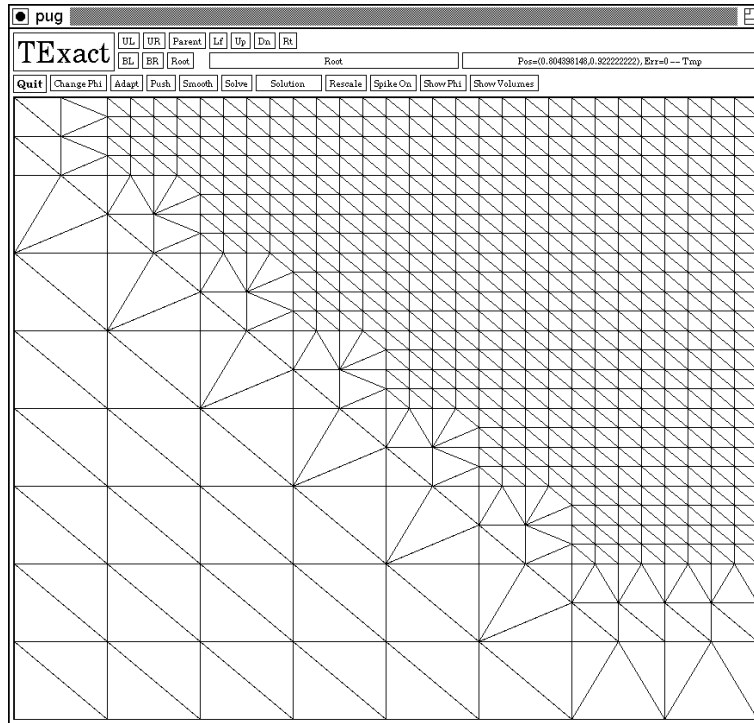 pug
TExact
UL UR Parent Lf Up Dn Rt
BL BR Root Root Pos=(0.804398148,0.922222222), Err=0 -- Tmp
Quit Change Phi Adapt Push Smooth Solve Solution Rescale Spike On Show Phi Show Volumes